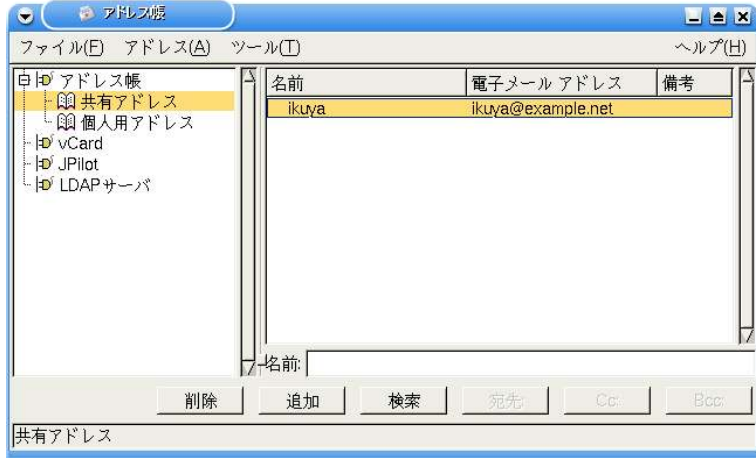 アドレス帳
ファイル(F) アドレス(A) ツール(T) ヘルプ(H)
アドレス帳
共有アドレス
個人用アドレス
vCard
JPilot
LDAPサーバ
名前 電子メール アドレス 備考
ikuya ikuya@example.net
名前:
削除 追加 検索 宛先: Cc: Bcc:
共有アドレス